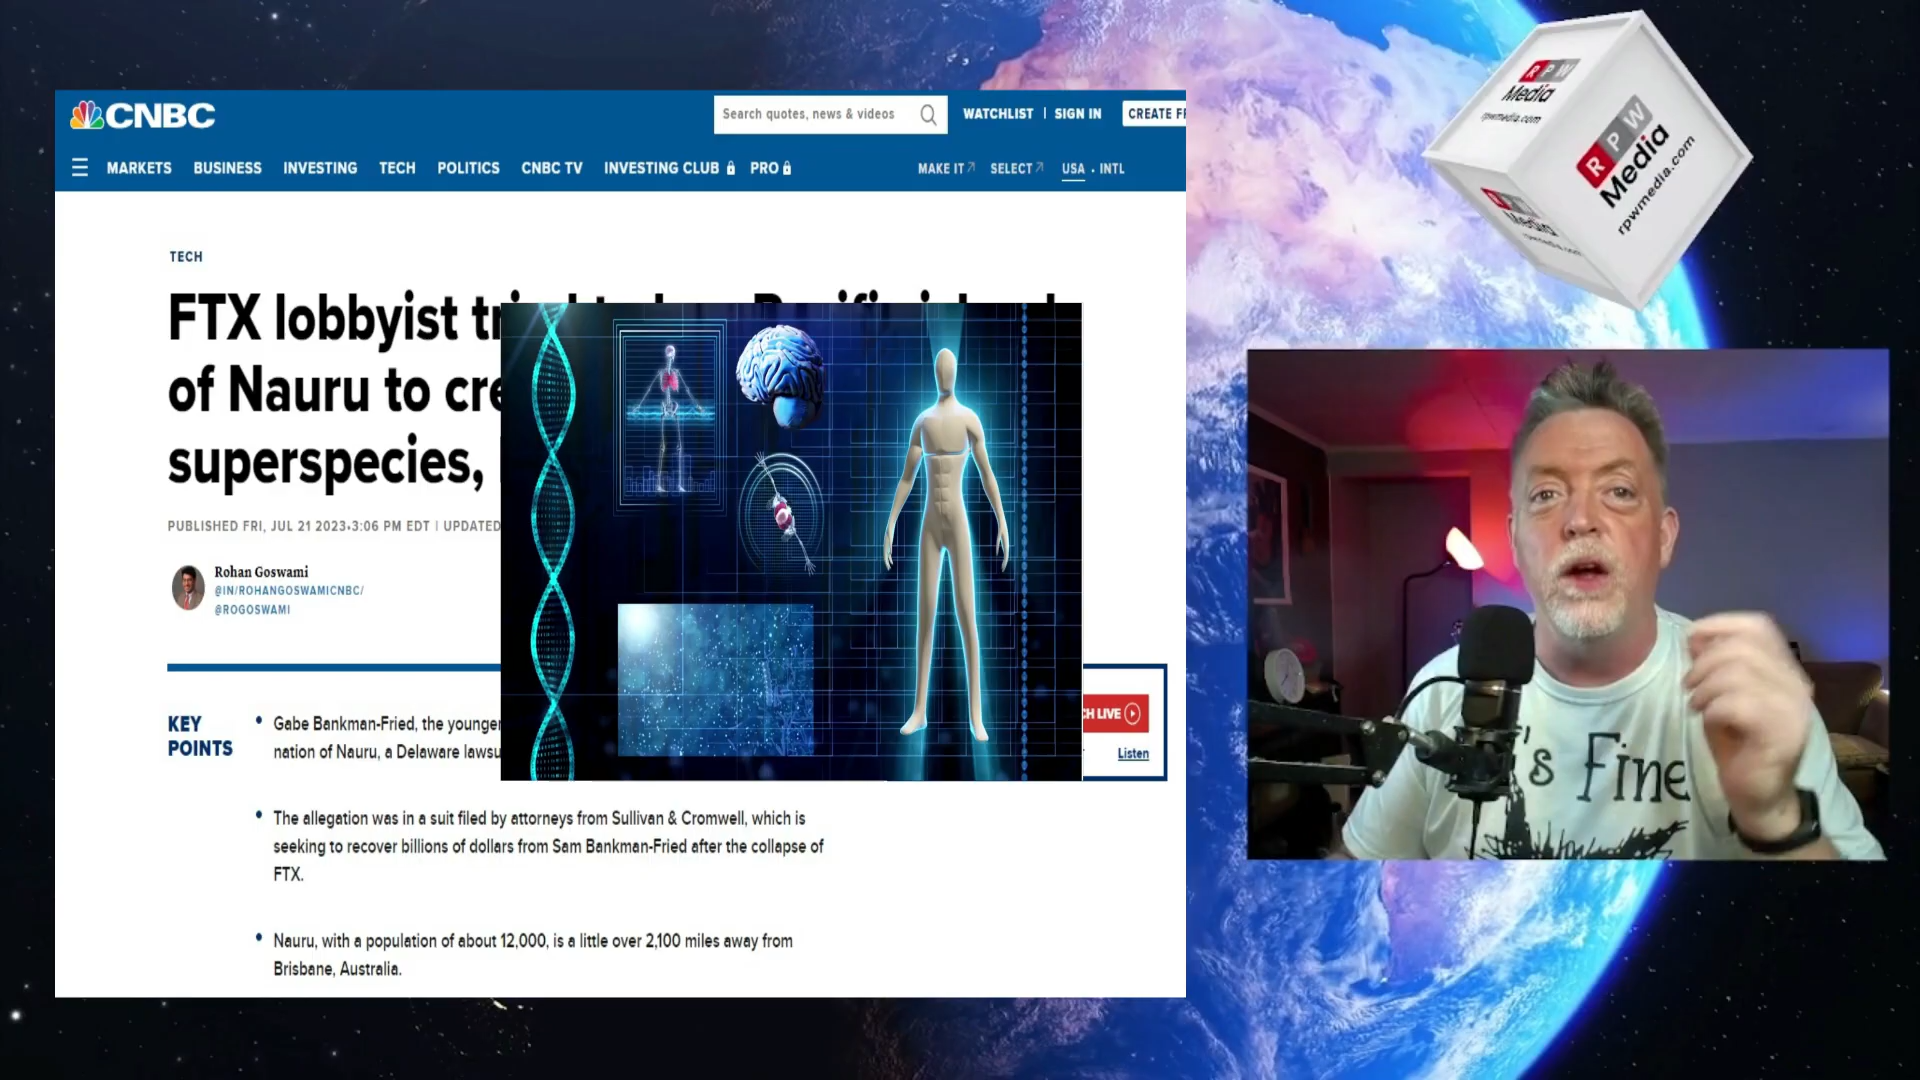 CNBC
Search quotes, news & videos
WATCHLIST | SIGN IN
CREATE
MARKETS BUSINESS INVESTING TECH POLITICS CNBC TV INVESTING CLUB PRO
MAKE IT SELECT USA • INTL
TECH
FTX lobbyist
of Nauru to
superspecies,
PUBLISHED FRI, JUL 21 2023•3:06 PM EDT | UPDATED
Rohan Goswami
@IN/ROHANGOSWAMICNBC/
@ROGOSWAMI
KEY
POINTS
• Gabe Bankman-Fried, the younger
nation of Nauru, a Delaware
• The allegation was in a suit filed by attorneys from Sullivan & Cromwell, which is
seeking to recover billions of dollars from Sam Bankman-Fried after the collapse of
FTX.
• Nauru, with a population of about 12,000, is a little over 2,100 miles away from
Brisbane, Australia.
LIVE
Listen
RPW
Media
rpwmedia.com
RPW
Media
rpwmedia.com
Media
's Fine